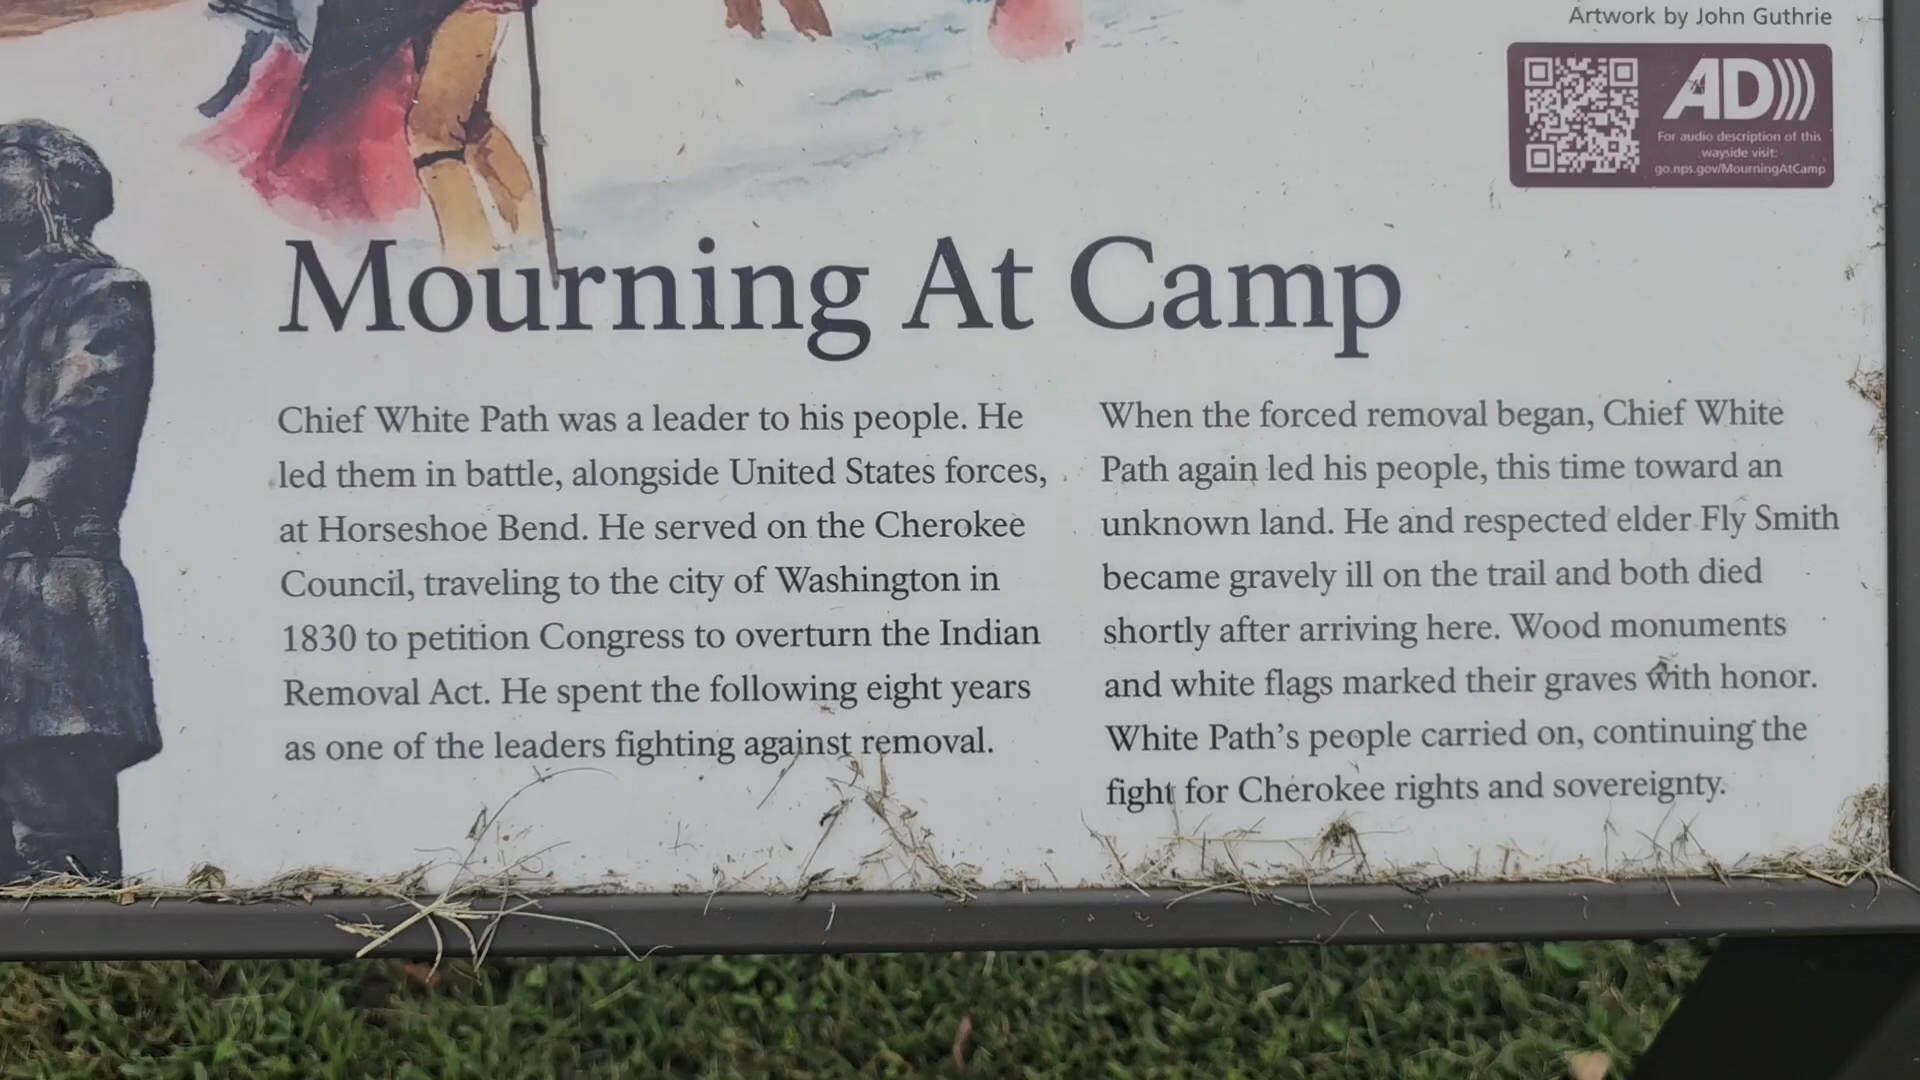 Artwork by John Guthrie
AD
For audio description of this
wayside visit:
go.nps.gov/MourningAtCamp
Mourning At Camp
Chief White Path was a leader to his people. He
led them in battle, alongside United States forces,
at Horseshoe Bend. He served on the Cherokee
Council, traveling to the city of Washington in
1830 to petition Congress to overturn the Indian
Removal Act. He spent the following eight years
as one of the leaders fighting against removal.
When the forced removal began, Chief White
Path again led his people, this time toward an
unknown land. He and respected elder Fly Smith
became gravely ill on the trail and both died
shortly after arriving here. Wood monuments
and white flags marked their graves with honor.
White Path's people carried on, continuing the
fight for Cherokee rights and sovereignty.